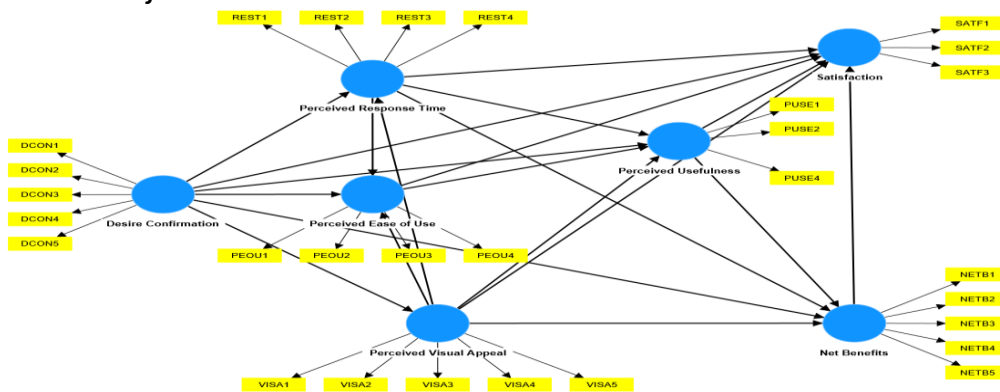 REST1
REST2
REST3
REST4
SATF1
SATF2
SATF3
Satisfaction
Perceived Response Time
PUSE1
PUSE2
PUSE4
Perceived Usefulness
DCON1
DCON2
DCON3
DCON4
DCON5
Desire Confirmation
Perceived Ease of Use
PEOU1
PEOU2
PEOU3
PEOU4
NETB1
NETB2
NETB3
NETB4
NETB5
Net Benefits
Perceived Visual Appeal
VISA1
VISA2
VISA3
VISA4
VISA5